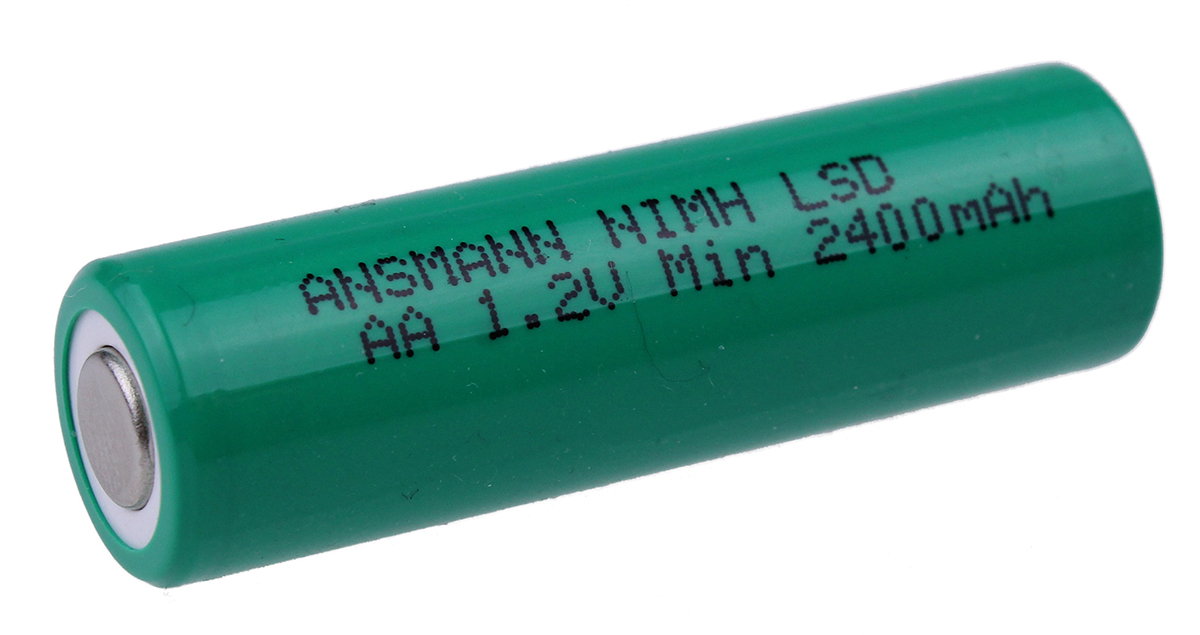 ANSMANN NIMH LSD
AA 1.2V Min 2400mAh